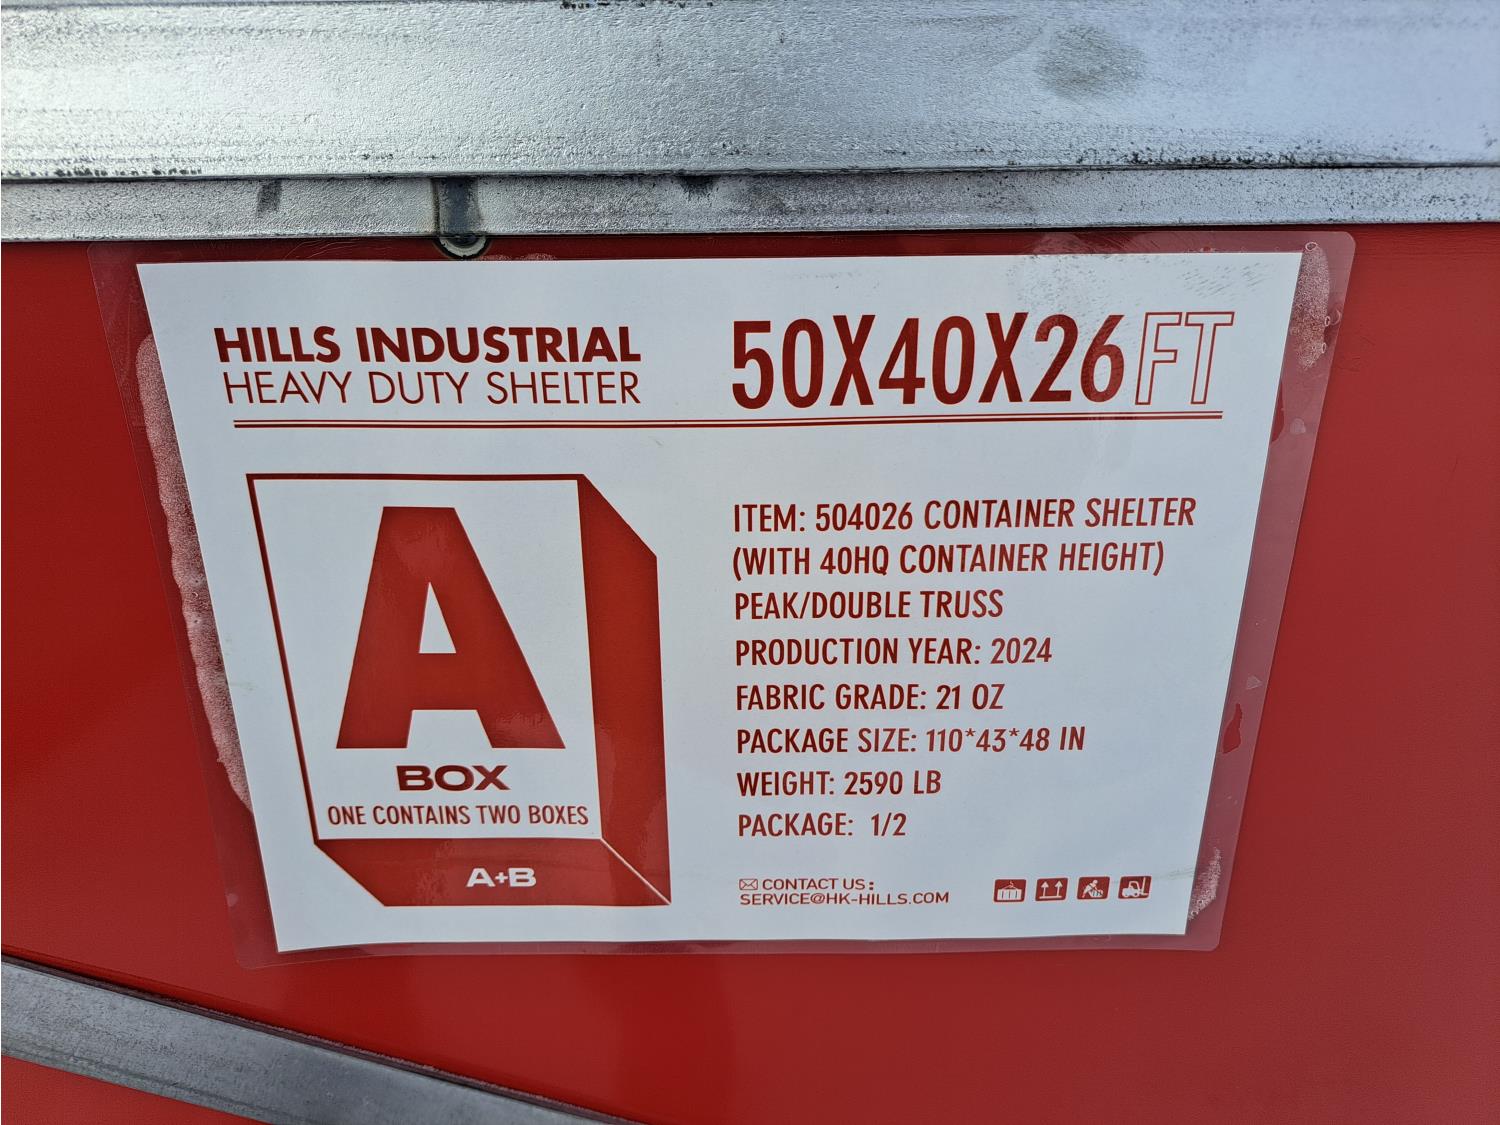 HILLS INDUSTRIAL
HEAVY DUTY SHELTER
50X40X26FT
A
BOX
ONE CONTAINS TWO BOXES
A+B
ITEM: 504026 CONTAINER SHELTER
(WITH 40HQ CONTAINER HEIGHT)
PEAK/DOUBLE TRUSS
PRODUCTION YEAR: 2024
FABRIC GRADE: 21 OZ
PACKAGE SIZE: 110*43*48 IN
WEIGHT: 2590 LB
PACKAGE: 1/2
CONTACT US:
SERVICE@HK-HILLS.COM